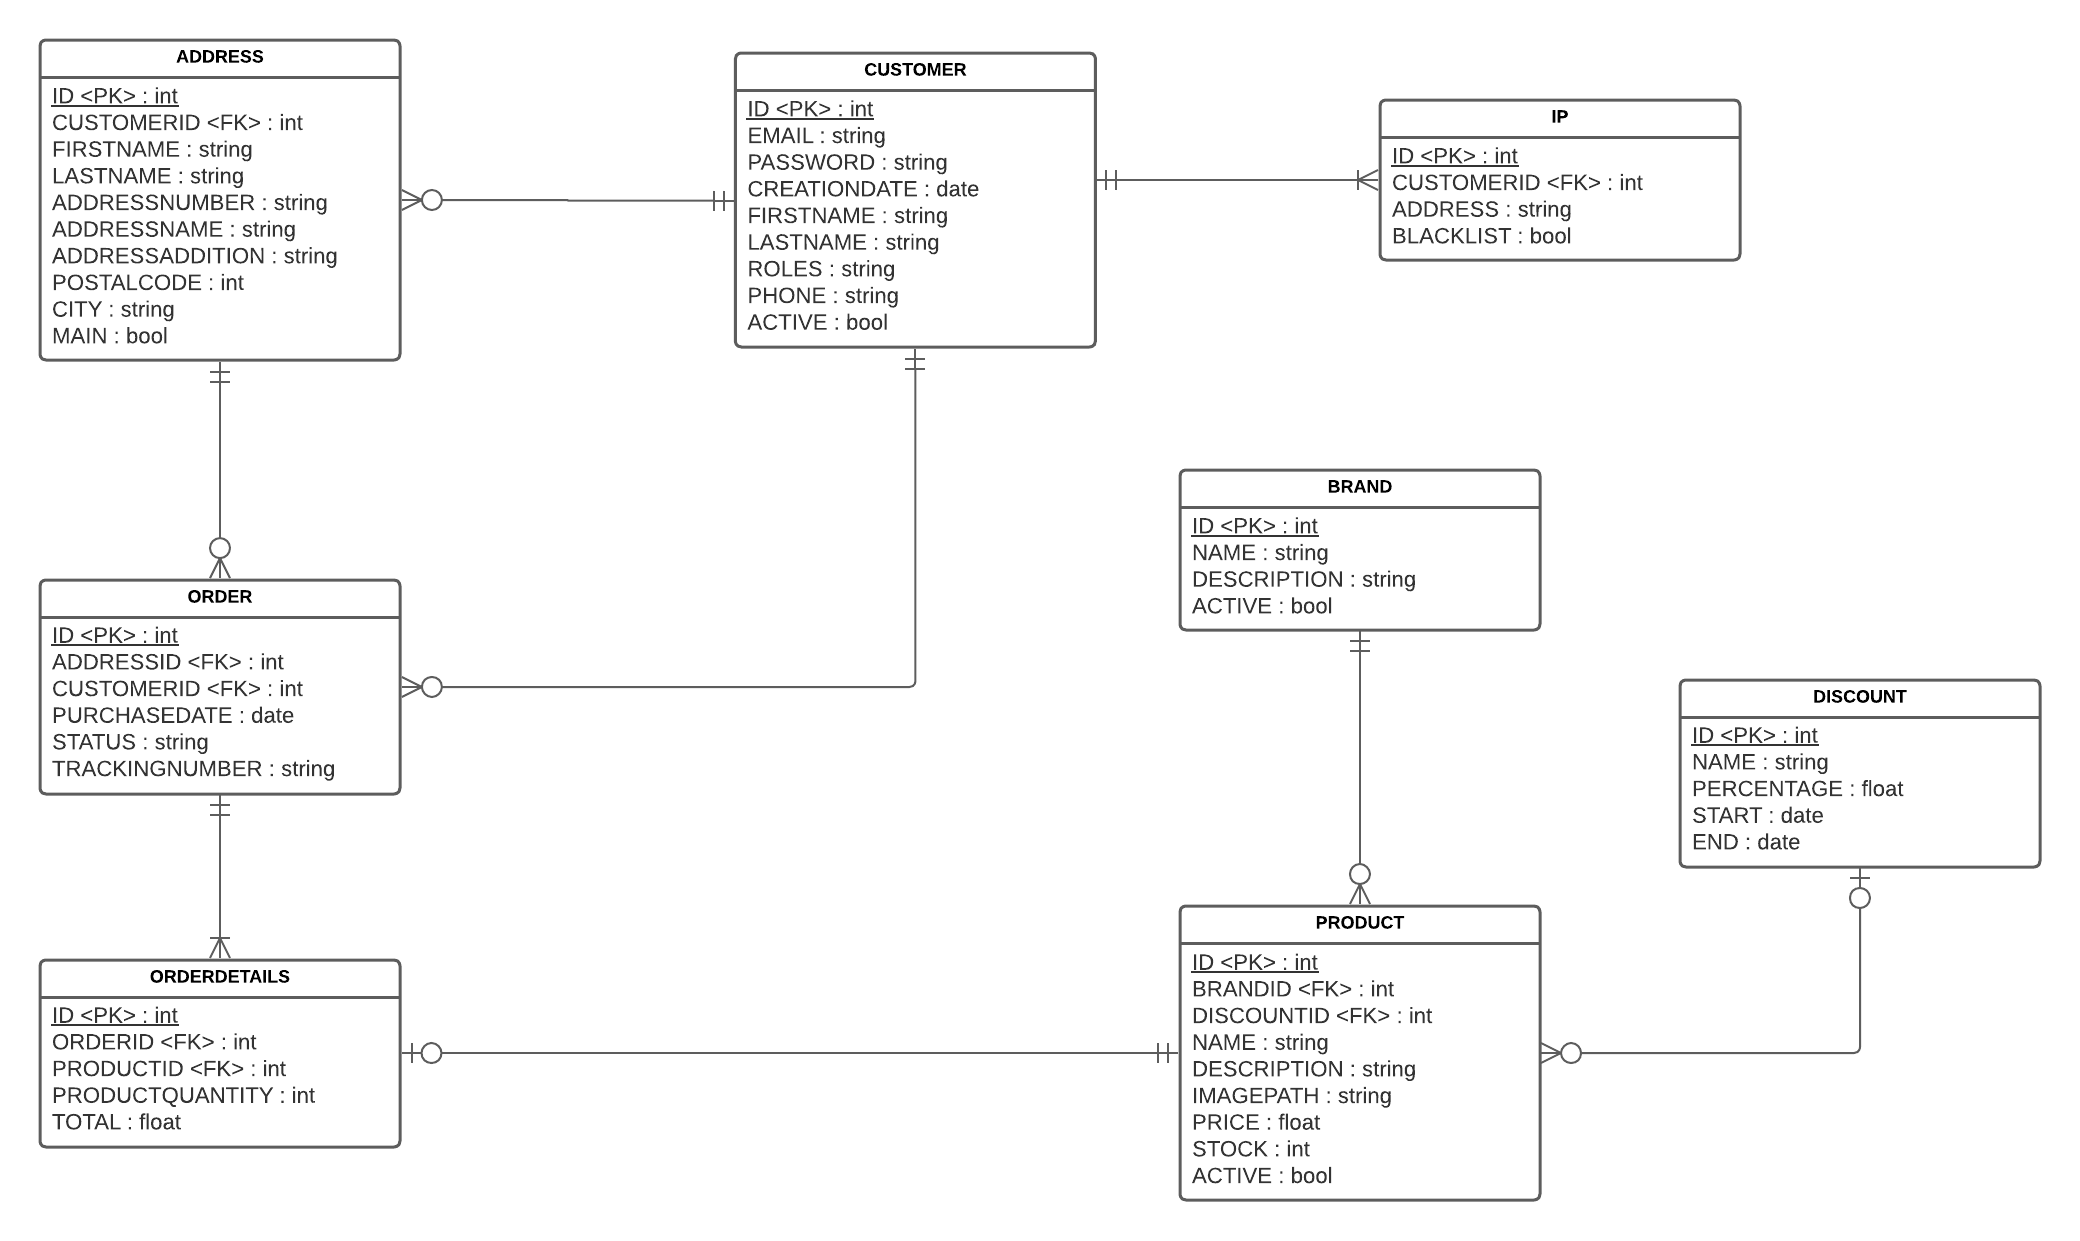 ADDRESS
ID <PK> : int
CUSTOMERID <FK> : int
FIRSTNAME : string
LASTNAME : string
ADDRESSNUMBER : string
ADDRESSNAME : string
ADDRESSADDITION : string
POSTALCODE : int
CITY : string
MAIN : bool
CUSTOMER
ID <PK> : int
EMAIL : string
PASSWORD : string
CREATIONDATE : date
FIRSTNAME : string
LASTNAME : string
ROLES : string
PHONE : string
ACTIVE : bool
IP
ID <PK> : int
CUSTOMERID <FK> : int
ADDRESS : string
BLACKLIST : bool
BRAND
ID <PK> : int
NAME : string
DESCRIPTION : string
ACTIVE : bool
ORDER
ID <PK> : int
ADDRESSID <FK> : int
CUSTOMERID <FK> : int
PURCHASEDATE : date
STATUS : string
TRACKINGNUMBER : string
DISCOUNT
ID <PK> : int
NAME : string
PERCENTAGE : float
START : date
END : date
ORDERDETAILS
ID <PK> : int
ORDERID <FK> : int
PRODUCTID <FK> : int
PRODUCTQUANTITY : int
TOTAL : float
PRODUCT
ID <PK> : int
BRANDID <FK> : int
DISCOUNTID <FK> : int
NAME : string
DESCRIPTION : string
IMAGEPATH : string
PRICE : float
STOCK : int
ACTIVE : bool